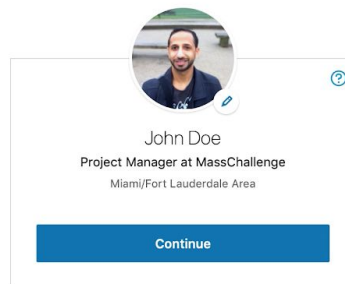 John Doe
Project Manager at MassChallenge
Miami/Fort Lauderdale Area
Continue